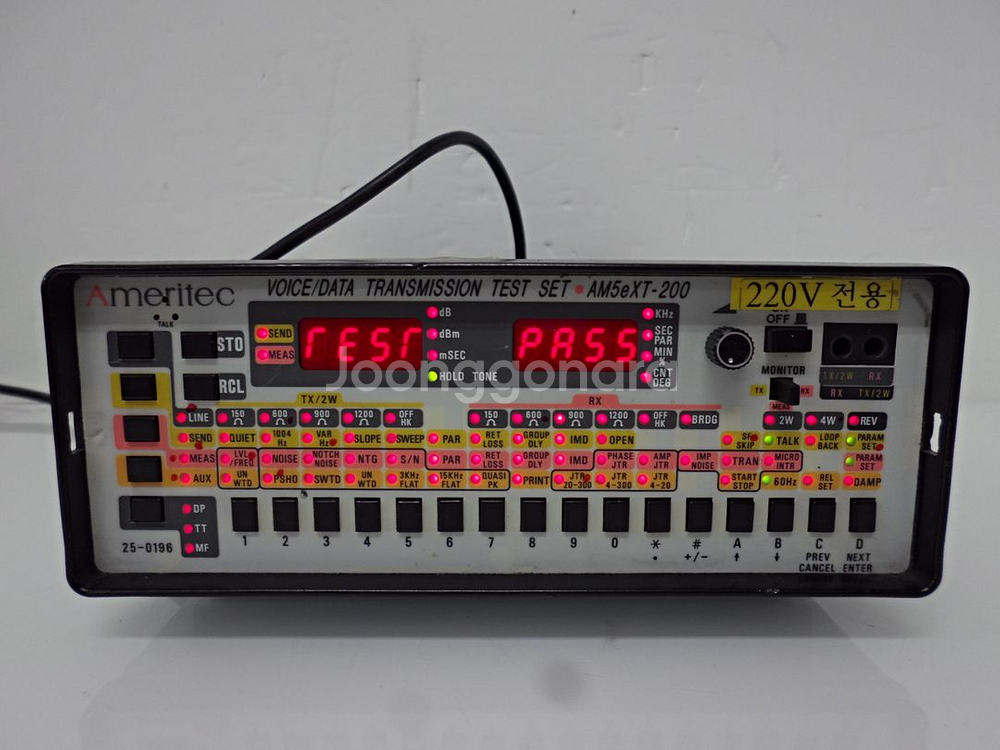 Ameritec
VOICE/DATA TRANSMISSION TEST SET • AM5eXT-200
220V 전용
TALK
ON
OFF
STO
RCL
SEND
MEAS
TEST
dB
dBm
mSEC
HOLD TONE
PASS
KHz
SEC
PAR
MIN
%
CNT
DEG
MONITOR
TX RX
MEAS
TX/2W RX
RX TX/2W
Joonggonara
TX/2W
RX
LINE 150 600 900 1200 OFF HK 150 600 900 1200 OFF HK BRDG 2W 4W REV
SEND QUIET 1004 Hz VAR Hz SLOPE SWEEP PAR RET LOSS GROUP DLY IMD OPEN SF SKIP TALK LOOP BACK PARAM SET
MEAS LVL/FREQ NOISE NOTCH NOISE NTG S/N PAR RET LOSS GROUP DLY IMD PHASE JTR AMP JTR IMP NOISE TRAN MICRO INTR PARAM SET
AUX UN WTD PSHO SWTD UN WTD 3KHz FLAT 15KHz FLAT QUASI PK PRINT JTR 20-300 JTR 4-300 JTR 4-20 START STOP 60Hz REL SET DAMP
DP
TT
MF
25-0196
1 2 3 4 5 6 7 8 9 0 * # A B C D
• +/- ↑ ↓ PREV NEXT
CANCEL ENTER